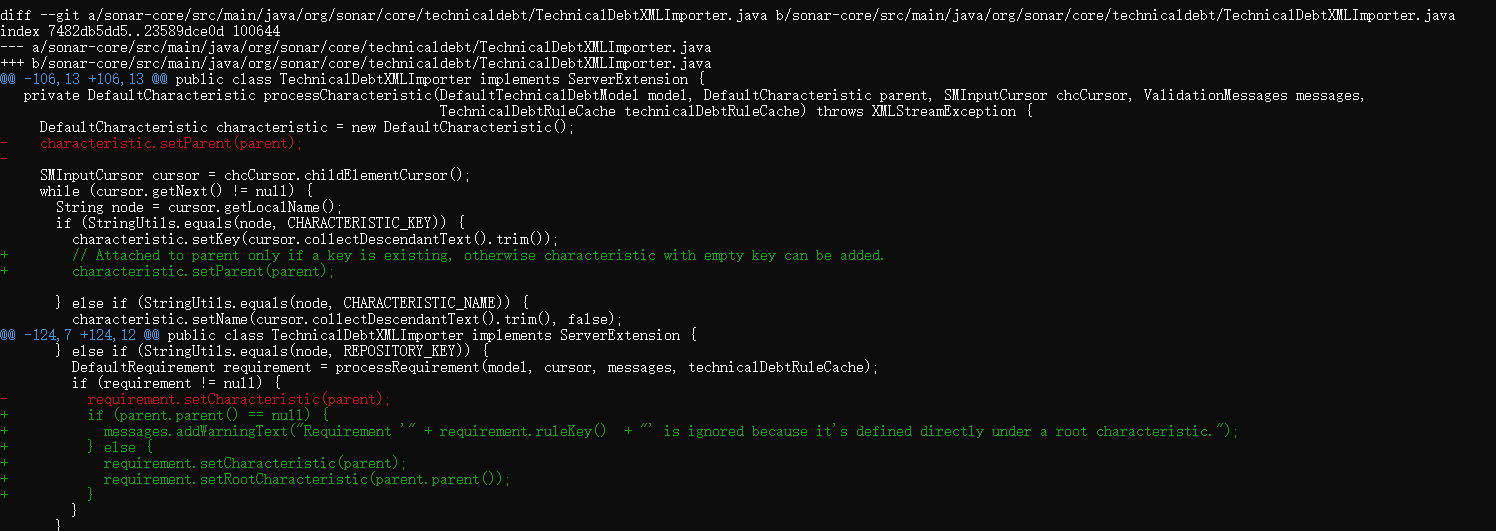 diff --git a/sonar-core/src/main/java/org/sonar/core/technicaldebt/TechnicalDebtXMLImporter.java b/sonar-core/src/main/java/org/sonar/core/technicaldebt/TechnicalDebtXMLImporter.java
index 7482db5dd5..23589dce0d 100644
--- a/sonar-core/src/main/java/org/sonar/core/technicaldebt/TechnicalDebtXMLImporter.java
+++ b/sonar-core/src/main/java/org/sonar/core/technicaldebt/TechnicalDebtXMLImporter.java
@@ -106,13 +106,13 @@ public class TechnicalDebtXMLImporter implements ServerExtension {
   private DefaultCharacteristic processCharacteristic(DefaultTechnicalDebtModel model, DefaultCharacteristic parent, SMInputCursor chcCursor, ValidationMessages messages,
                                                       TechnicalDebtRuleCache technicalDebtRuleCache) throws XMLStreamException {
     DefaultCharacteristic characteristic = new DefaultCharacteristic();
-    characteristic.setParent(parent);
-
     SMInputCursor cursor = chcCursor.childElementCursor();
     while (cursor.getNext() != null) {
       String node = cursor.getLocalName();
       if (StringUtils.equals(node, CHARACTERISTIC_KEY)) {
         characteristic.setKey(cursor.collectDescendantText().trim());
+        // Attached to parent only if a key is existing, otherwise characteristic with empty key can be added.
+        characteristic.setParent(parent);

       } else if (StringUtils.equals(node, CHARACTERISTIC_NAME)) {
         characteristic.setName(cursor.collectDescendantText().trim(), false);
@@ -124,7 +124,12 @@ public class TechnicalDebtXMLImporter implements ServerExtension {
       } else if (StringUtils.equals(node, REPOSITORY_KEY)) {
         DefaultRequirement requirement = processRequirement(model, cursor, messages, technicalDebtRuleCache);
         if (requirement != null) {
-          requirement.setCharacteristic(parent);
+          if (parent.parent() == null) {
+            messages.addWarningText("Requirement '" + requirement.ruleKey()  + "' is ignored because it's defined directly under a root characteristic.");
+          } else {
+            requirement.setCharacteristic(parent);
+            requirement.setRootCharacteristic(parent.parent());
+          }
         }
       }